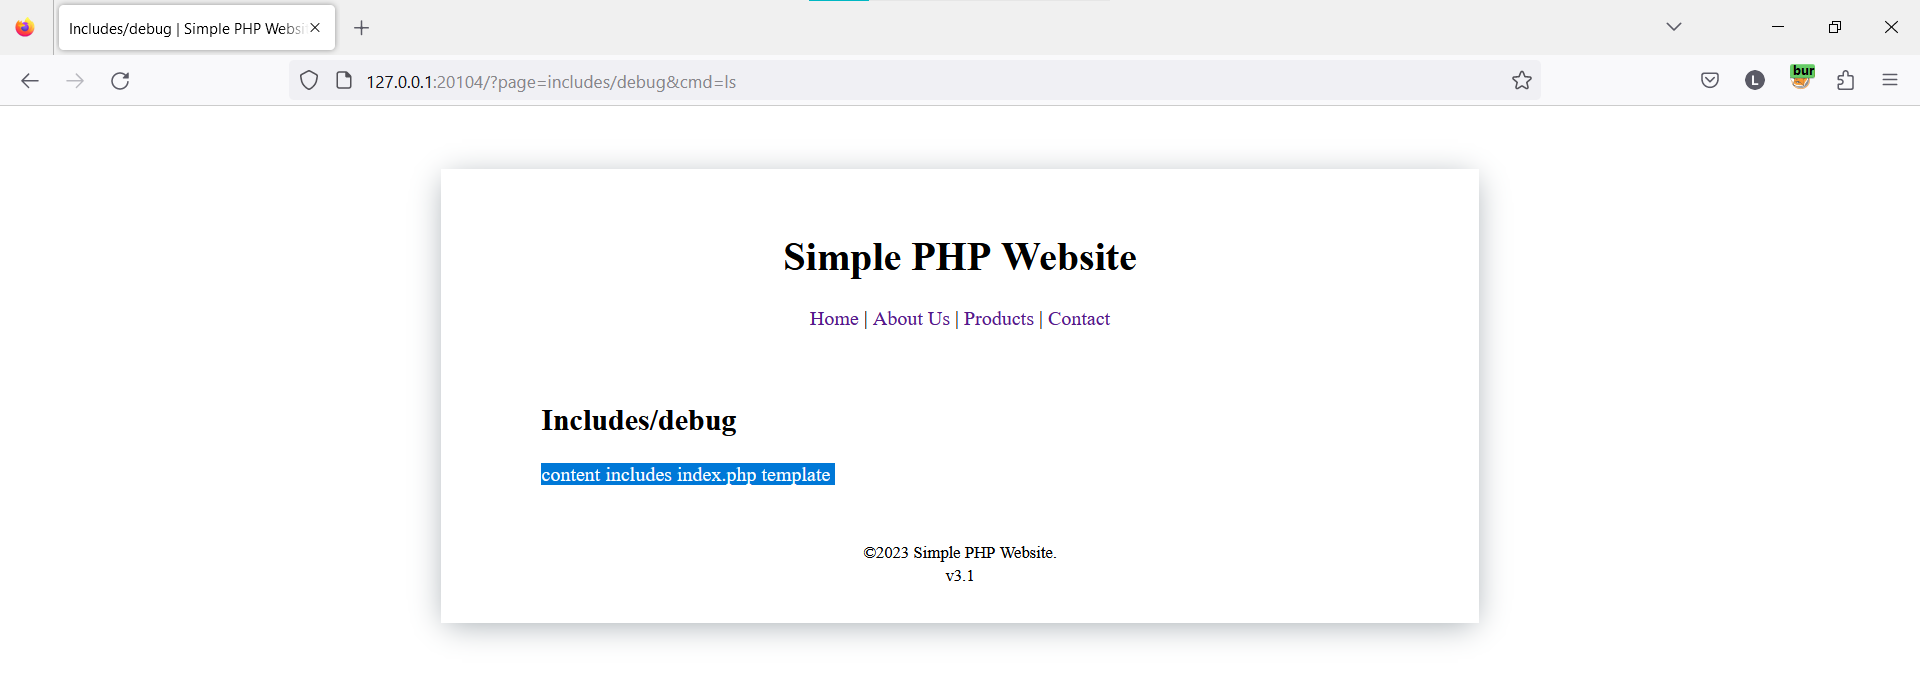 Includes/debug | Simple PHP Websi
127.0.0.1:20104/?page=includes/debug&cmd=ls
L
bur
Simple PHP Website
Home | About Us | Products | Contact
Includes/debug
content includes index.php template
©2023 Simple PHP Website.
v3.1